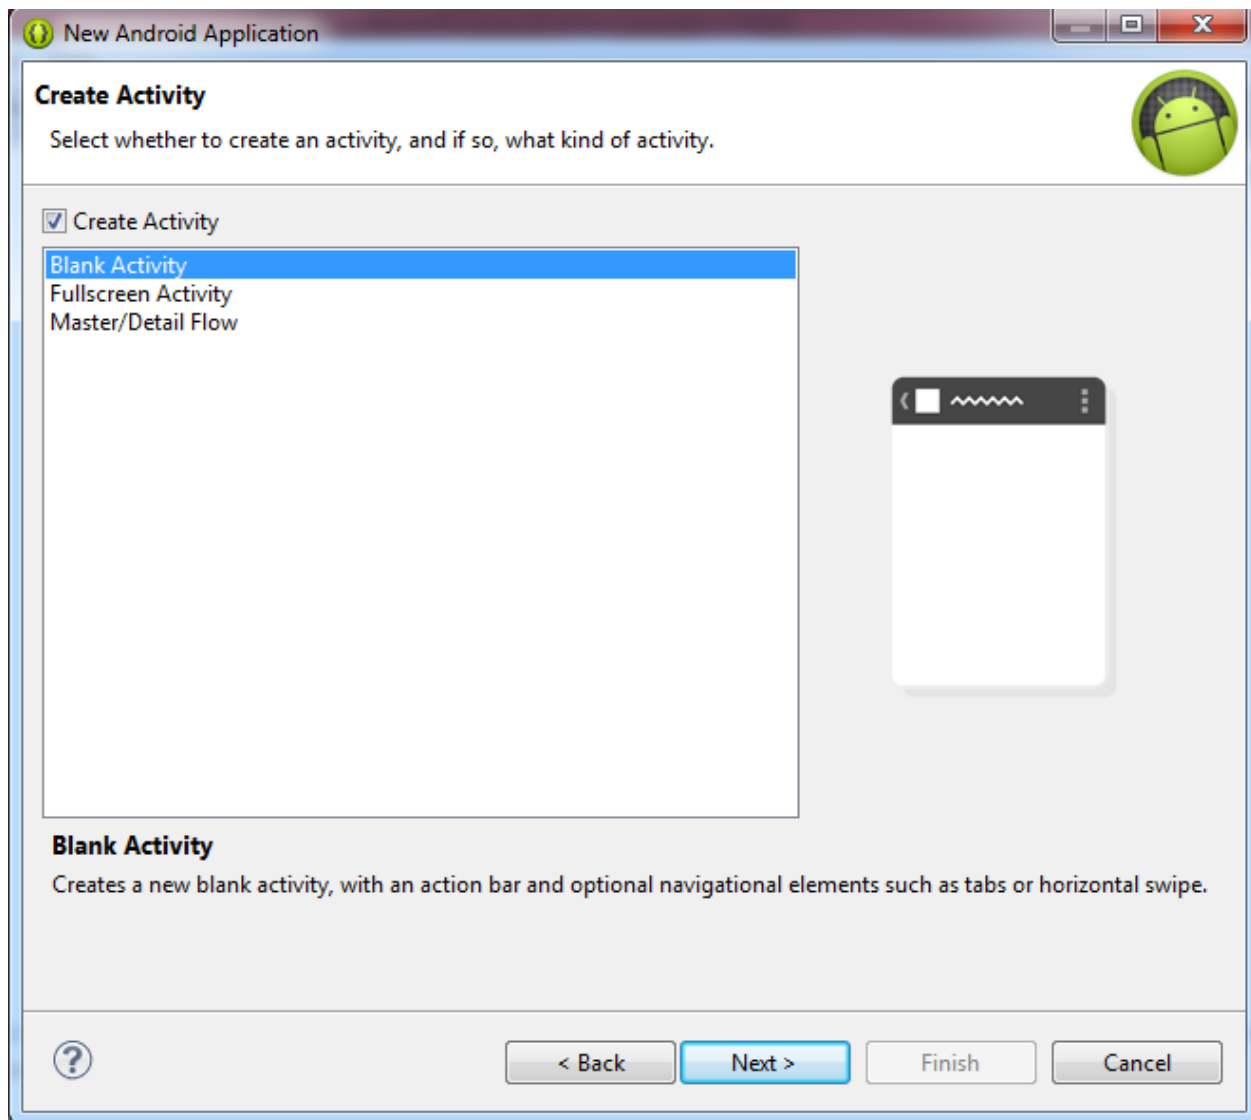 New Android Application
Create Activity
Select whether to create an activity, and if so, what kind of activity.
Create Activity
Blank Activity
Fullscreen Activity
Master/Detail Flow
Blank Activity
Creates a new blank activity, with an action bar and optional navigational elements such as tabs or horizontal swipe.
? < Back Next > Finish Cancel